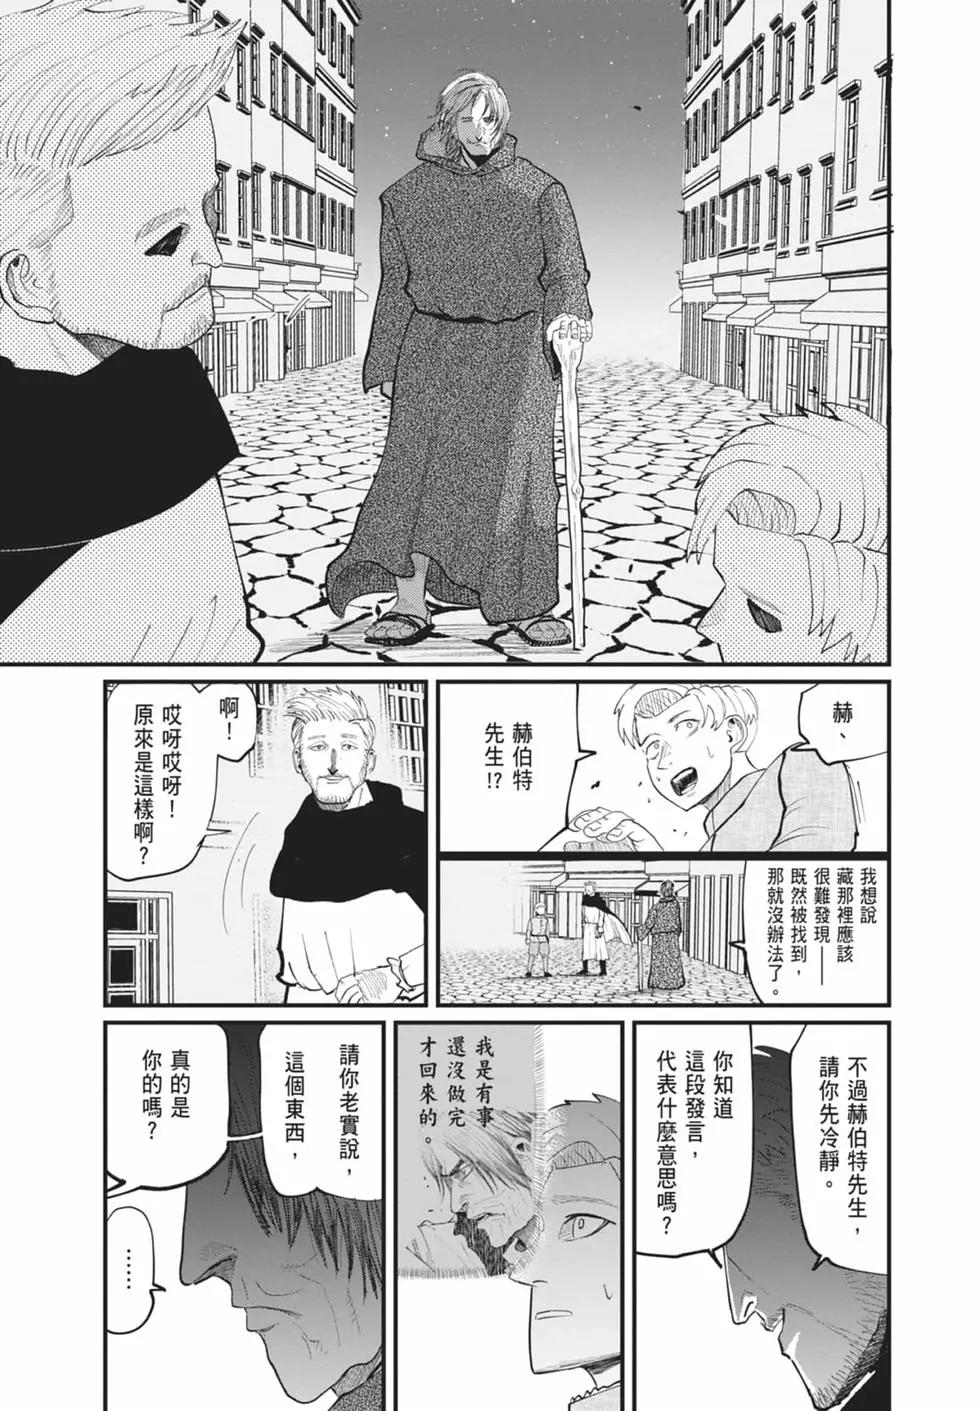 赫、
赫伯特
先生!?
我想說
藏那裡應該
很難發現——
既然被找到，
那就沒辦法了。
啊！
哎呀哎呀！
原來是這樣啊？
不過赫伯特先生，
請你先冷靜。
你知道
這段發言，
代表什麼意思嗎？
我是有事
還沒做完
才回來的。
請你老實說，
這個東西，
真的是
你的嗎？
……